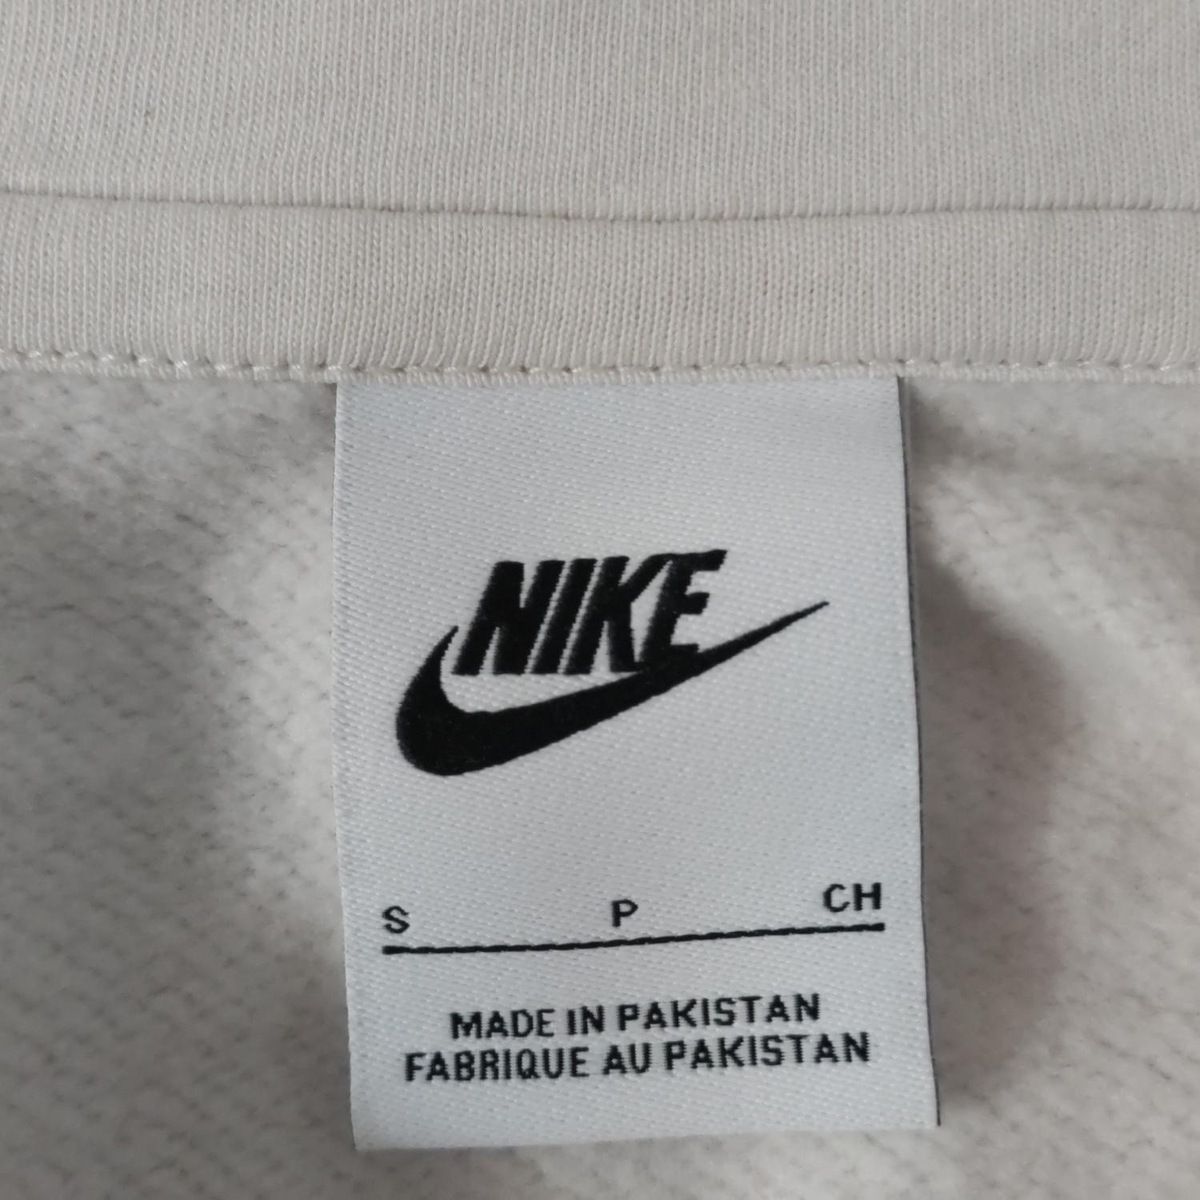 NIKE
S P CH
MADE IN PAKISTAN
FABRIQUE AU PAKISTAN